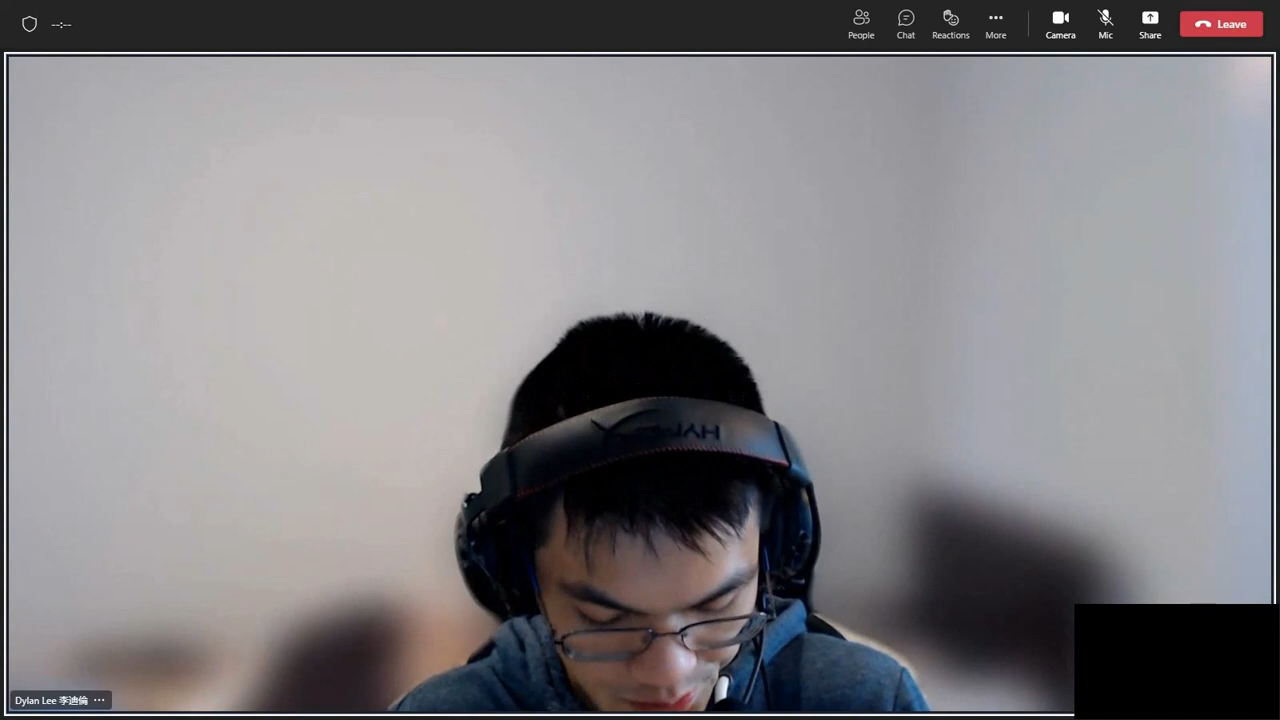 --:--
People
Chat
Reactions
More
Camera
Mic
Share
Leave
Dylan Lee 李迪倫